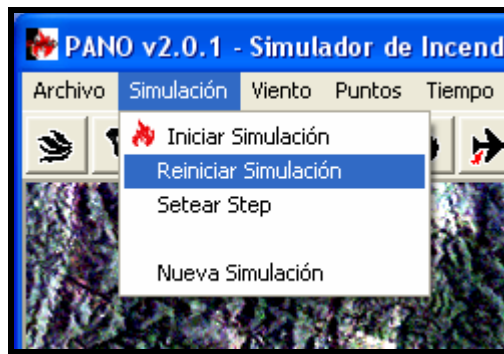 PANO v2.0.1 - Simulador de Incend
Archivo Simulación Viento Puntos Tiempo
Iniciar Simulación
Reiniciar Simulación
Setear Step
Nueva Simulación